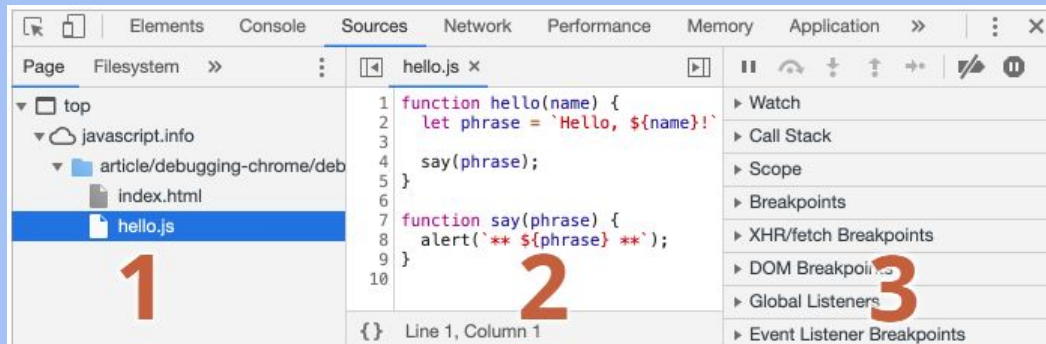 Elements Console Sources Network Performance Memory Application »
Page Filesystem »
top
javascript.info
article/debugging-chrome/deb
index.html
hello.js
1
hello.js ×
1 function hello(name) {
2 let phrase = `Hello, ${name}!`
3
4 say(phrase);
5 }
6
7 function say(phrase) {
8 alert(`** ${phrase} **`);
9 }
10
2
{} Line 1, Column 1
Watch
Call Stack
Scope
Breakpoints
XHR/fetch Breakpoints
DOM Breakpoints
Global Listeners
Event Listener Breakpoints
3